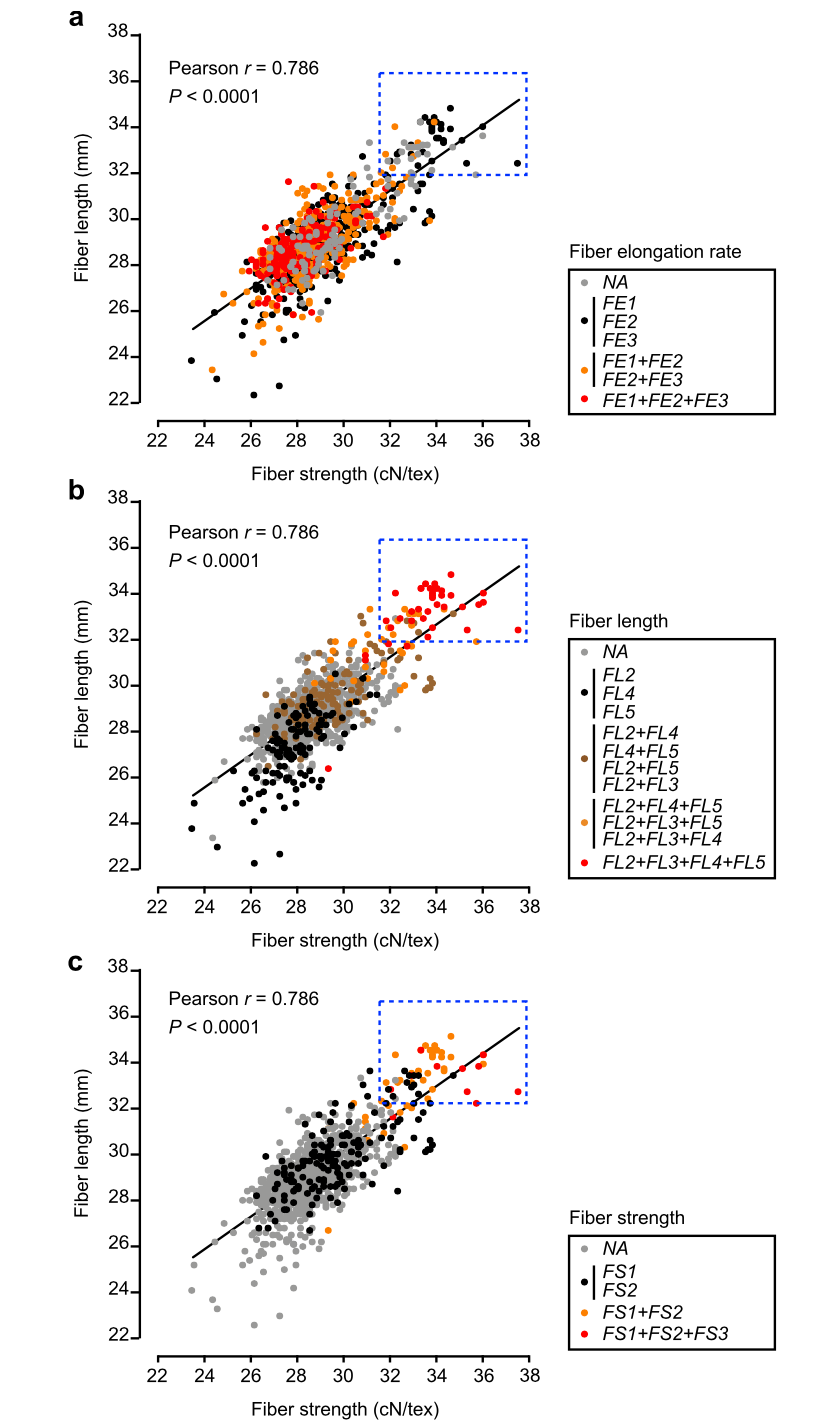 a
38
36
34
32
30
28
26
24
22
Fiber length (mm)
Pearson r = 0.786
P < 0.0001
22 24 26 28 30 32 34 36 38
Fiber strength (cN/tex)
Fiber elongation rate
NA
FE1
FE2
FE3
FE1+FE2
FE2+FE3
FE1+FE2+FE3
b
38
36
34
32
30
28
26
24
22
Fiber length (mm)
Pearson r = 0.786
P < 0.0001
22 24 26 28 30 32 34 36 38
Fiber strength (cN/tex)
Fiber length
NA
FL2
FL4
FL5
FL2+FL4
FL4+FL5
FL2+FL5
FL2+FL3
FL2+FL4+FL5
FL2+FL3+FL5
FL2+FL3+FL4
FL2+FL3+FL4+FL5
c
38
36
34
32
30
28
26
24
22
Fiber length (mm)
Pearson r = 0.786
P < 0.0001
22 24 26 28 30 32 34 36 38
Fiber strength (cN/tex)
Fiber strength
NA
FS1
FS2
FS1+FS2
FS1+FS2+FS3